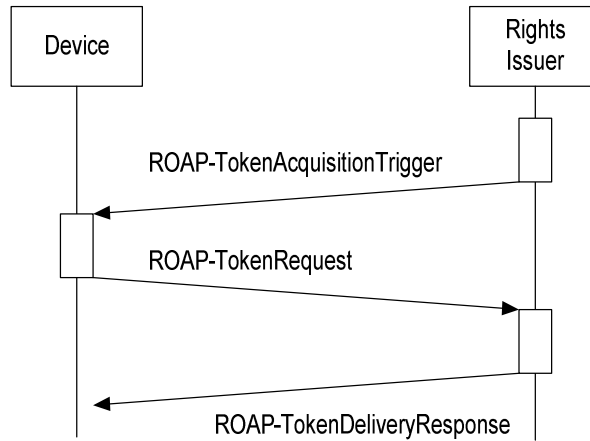 Device
Rights
Issuer
ROAP-TokenAcquisitionTrigger
ROAP-TokenRequest
ROAP-TokenDeliveryResponse